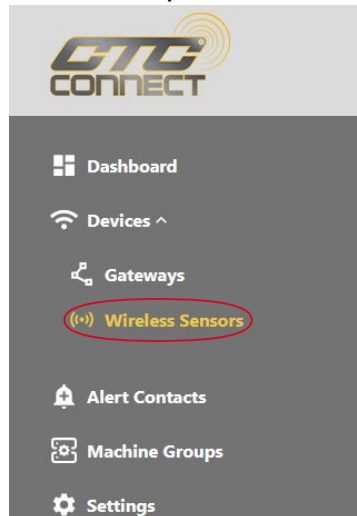 CTC
CONNECT
Dashboard
Devices
Gateways
Wireless Sensors
Alert Contacts
Machine Groups
Settings